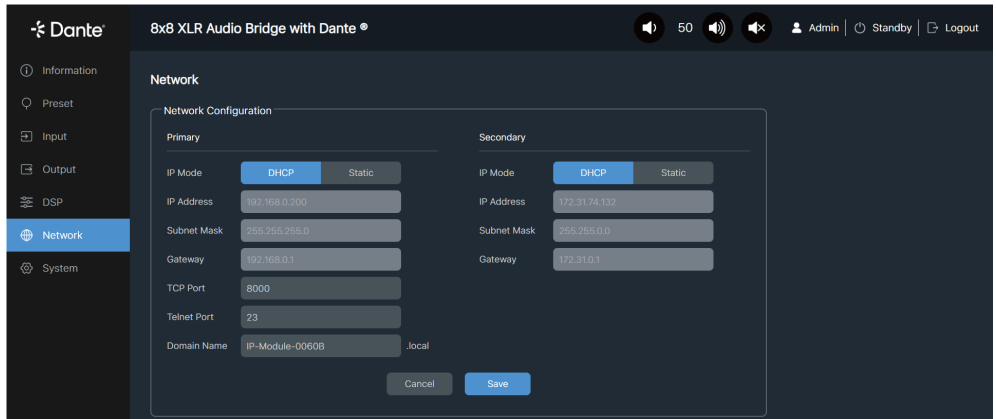 Dante®
8x8 XLR Audio Bridge with Dante ®
50
Admin
Standby
Logout
Information
Preset
Input
Output
DSP
Network
System
Network
Network Configuration
Primary
IP Mode
DHCP
Static
IP Address
192.168.0.200
Subnet Mask
255.255.255.0
Gateway
192.168.0.1
TCP Port
8000
Telnet Port
23
Domain Name
IP-Module-0060B
.local
Secondary
IP Mode
DHCP
Static
IP Address
172.31.74.132
Subnet Mask
255.255.0.0
Gateway
172.31.0.1
Cancel
Save